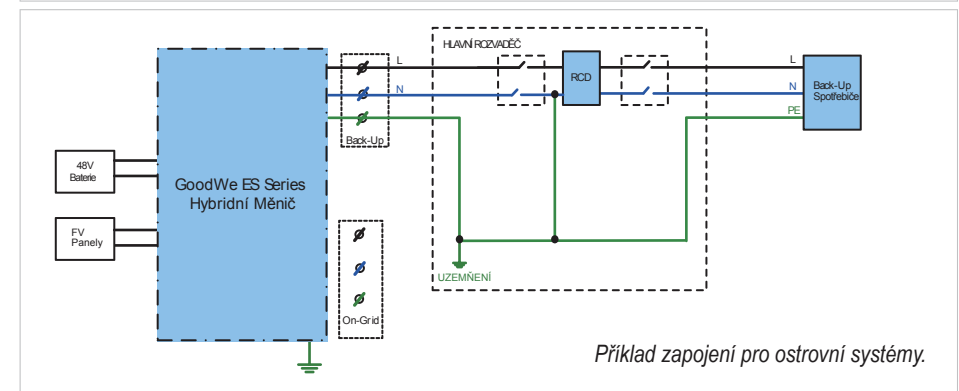 HLAVNÍ ROZVADĚČ
L
N
Back-Up
RCD
L
N
PE
Back-Up
Spotřebiče
48V
Baterie
GoodWe ES Series
Hybridní Měnič
FV
Panely
On-Grid
UZEMŇENÍ
Příklad zapojení pro ostrovní systémy.